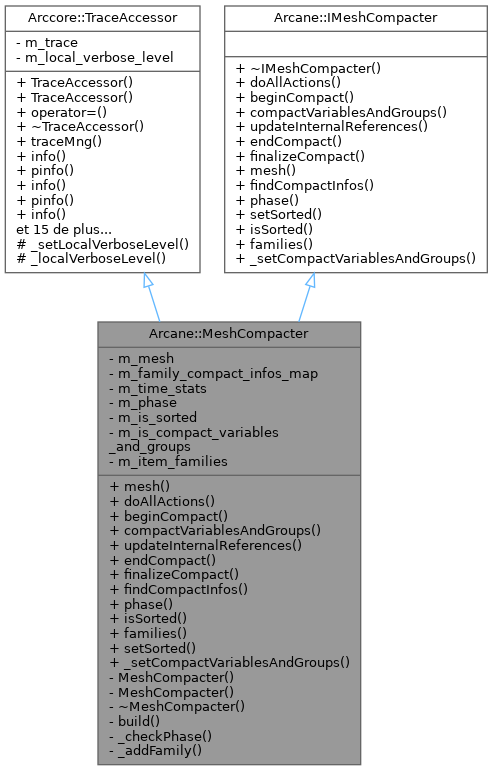 Arccore::TraceAccessor
- m_trace
- m_local_verbose_level
+ TraceAccessor()
+ TraceAccessor()
+ operator=()
+ ~TraceAccessor()
+ traceMng()
+ info()
+ pinfo()
+ info()
+ pinfo()
+ info()
et 15 de plus...
# _setLocalVerboseLevel()
# _localVerboseLevel()
Arcane::IMeshCompacter
+ ~IMeshCompacter()
+ doAllActions()
+ beginCompact()
+ compactVariablesAndGroups()
+ updateInternalReferences()
+ endCompact()
+ finalizeCompact()
+ mesh()
+ findCompactInfos()
+ phase()
+ setSorted()
+ isSorted()
+ families()
+ _setCompactVariablesAndGroups()
Arcane::MeshCompacter
- m_mesh
- m_family_compact_infos_map
- m_time_stats
- m_phase
- m_is_sorted
- m_is_compact_variables
_and_groups
- m_item_families
+ mesh()
+ doAllActions()
+ beginCompact()
+ compactVariablesAndGroups()
+ updateInternalReferences()
+ endCompact()
+ finalizeCompact()
+ findCompactInfos()
+ phase()
+ isSorted()
+ families()
+ setSorted()
+ _setCompactVariablesAndGroups()
- MeshCompacter()
- MeshCompacter()
- ~MeshCompacter()
- build()
- _checkPhase()
- _addFamily()